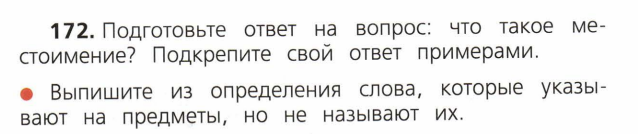 172. Подготовьте ответ на вопрос: что такое ме-
стоимение? Подкрепите свой ответ примерами.
● Выпишите из определения слова, которые указы-
вают на предметы, но не называют их.